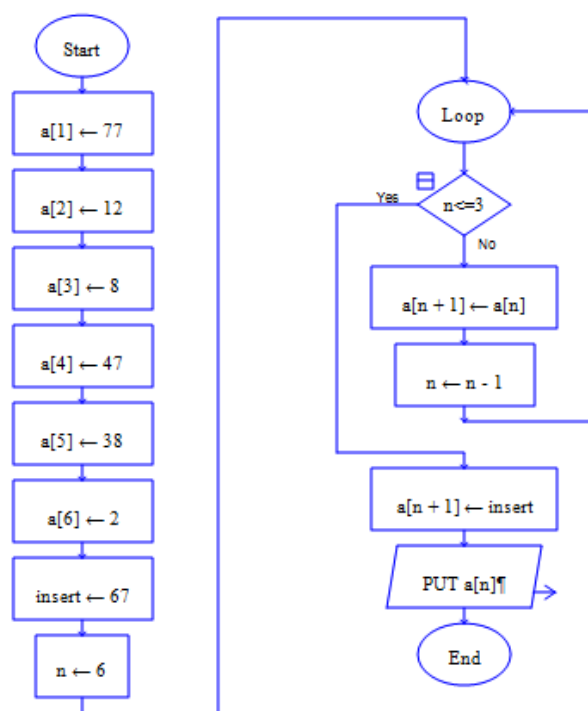 Start
a[1] ← 77
a[2] ← 12
a[3] ← 8
a[4] ← 47
a[5] ← 38
a[6] ← 2
insert ← 67
n ← 6
Loop
Yes
n<=3
No
a[n + 1] ← a[n]
n ← n - 1
a[n + 1] ← insert
PUT a[n]¶
End